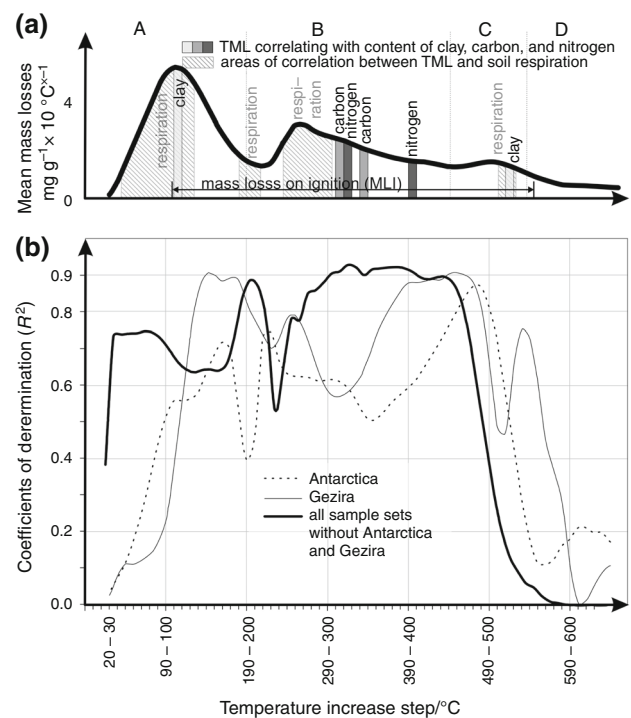 (a)
A B C D
TML correlating with content of clay, carbon, and nitrogen
areas of correlation between TML and soil respiration
Mean mass losses
mg g⁻¹× 10 °C×⁻¹
4
0
respiration
clay
respiration
respi–
ration
carbon
nitrogen
carbon
nitrogen
respiration
clay
mass losss on ignition (MLI)
(b)
Coefficients of derermination (R²)
0.9
0.8
0.6
0.4
0.2
0.0
Antarctica
Gezira
all sample sets
without Antarctica
and Gezira
20 – 30
90 – 100
190 – 200
290 – 300
390 – 400
490 – 500
590 – 600
Temperature increase step/°C